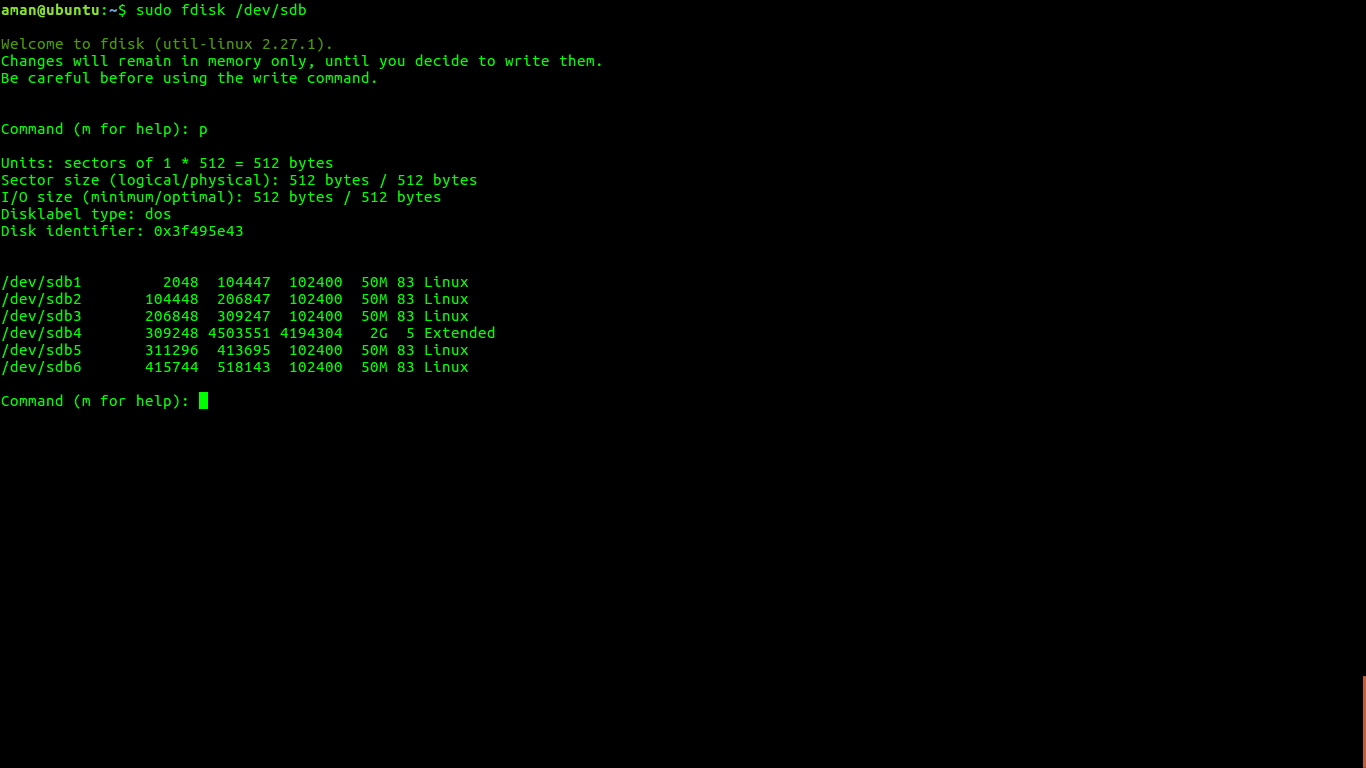 aman@ubuntu:~$ sudo fdisk /dev/sdb
Welcome to fdisk (util-linux 2.27.1).
Changes will remain in memory only, until you decide to write them.
Be careful before using the write command.
Command (m for help): p
Units: sectors of 1 * 512 = 512 bytes
Sector size (logical/physical): 512 bytes / 512 bytes
I/O size (minimum/optimal): 512 bytes / 512 bytes
Disklabel type: dos
Disk identifier: 0x3f495e43
/dev/sdb1         2048  104447  102400   50M 83 Linux
/dev/sdb2       104448  206847  102400   50M 83 Linux
/dev/sdb3       206848  309247  102400   50M 83 Linux
/dev/sdb4       309248 4503551 4194304    2G  5 Extended
/dev/sdb5       311296  413695  102400   50M 83 Linux
/dev/sdb6       415744  518143  102400   50M 83 Linux
Command (m for help):